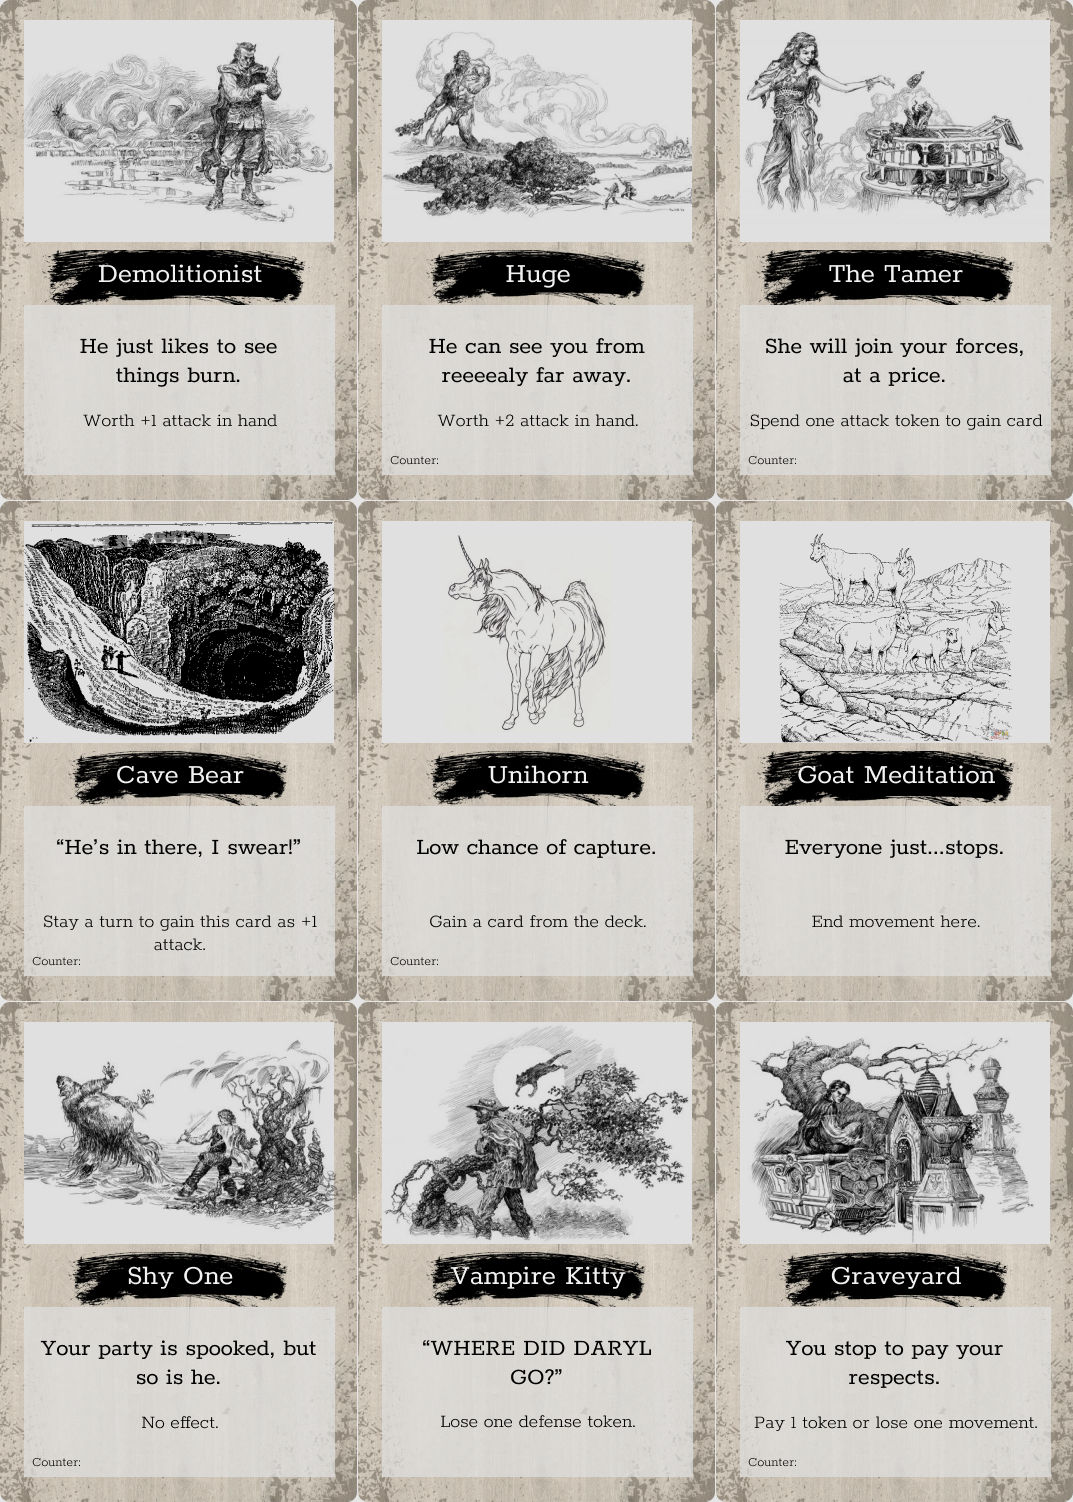 Demolitionist
He just likes to see
things burn.
Worth +1 attack in hand
Huge
He can see you from
reeeealy far away.
Worth +2 attack in hand.
Counter:
The Tamer
She will join your forces,
at a price.
Spend one attack token to gain card
Counter:
Cave Bear
“He’s in there, I swear!”
Stay a turn to gain this card as +1
attack.
Counter:
Unihorn
Low chance of capture.
Gain a card from the deck.
Counter:
Goat Meditation
Everyone just...stops.
End movement here.
Shy One
Your party is spooked, but
so is he.
No effect.
Counter:
Vampire Kitty
“WHERE DID DARYL
GO?”
Lose one defense token.
Graveyard
You stop to pay your
respects.
Pay 1 token or lose one movement.
Counter: